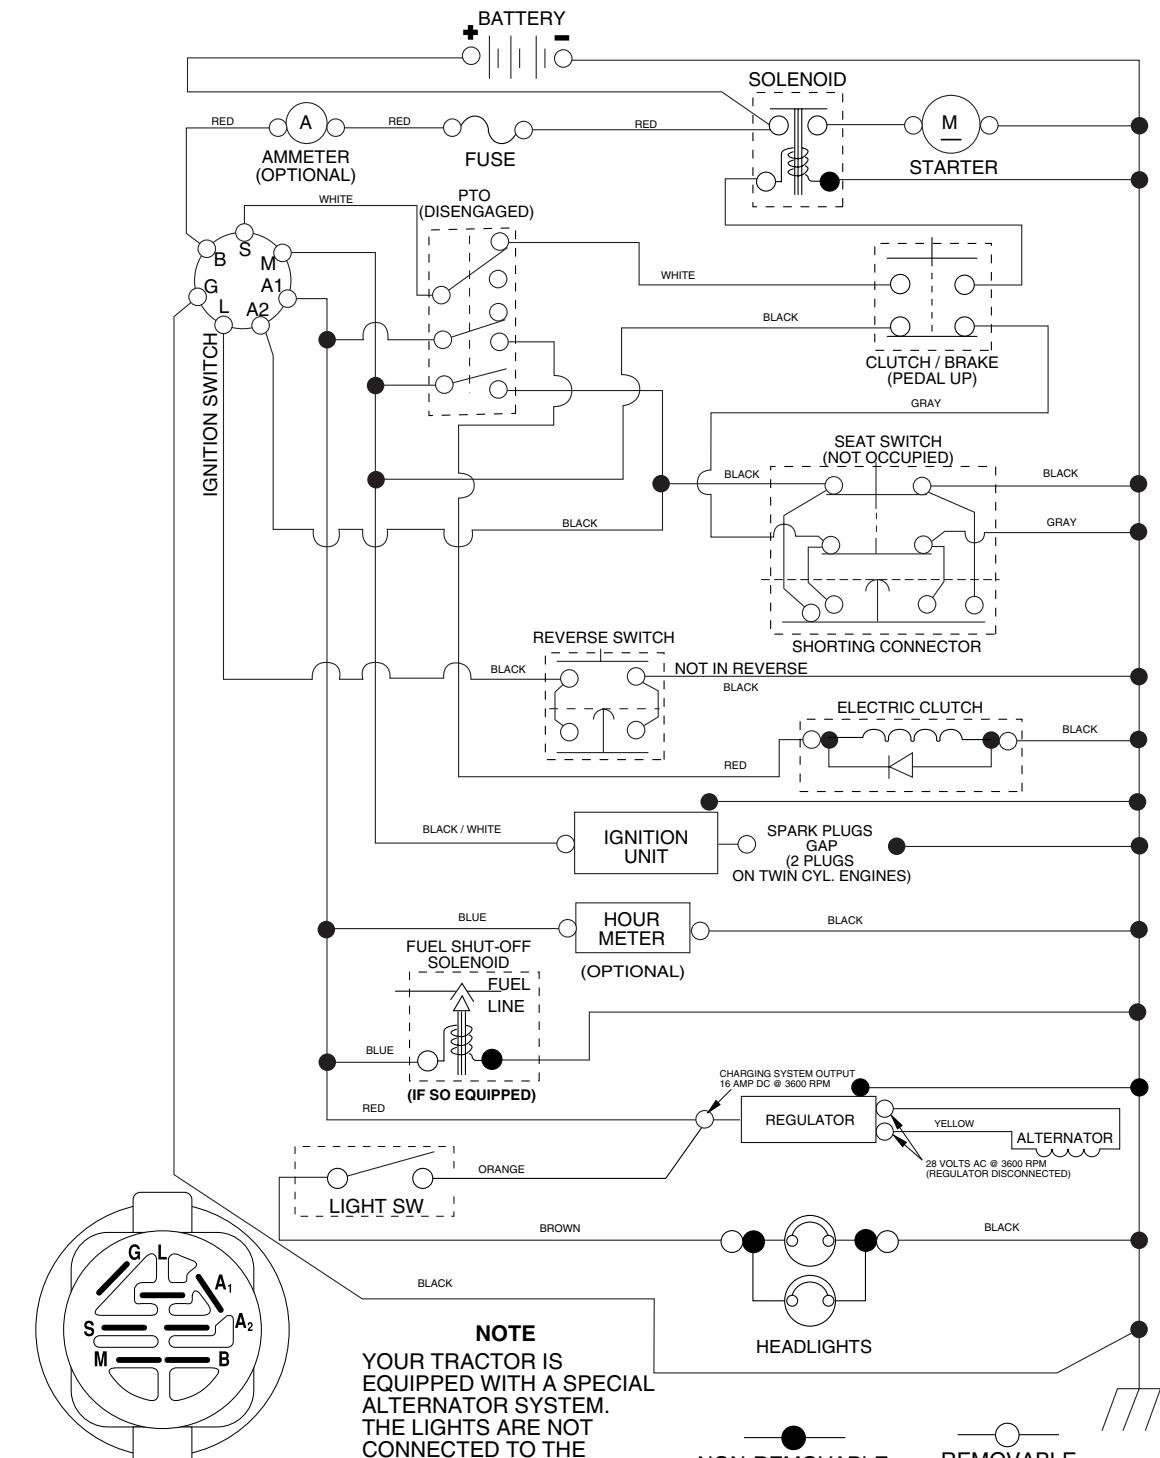 BATTERY
+
-
SOLENOID
RED
A
RED
RED
M
AMMETER
(OPTIONAL)
FUSE
STARTER
WHITE
PTO
(DISENGAGED)
S
B
M
G
A1
L
A2
IGNITION SWITCH
WHITE
BLACK
CLUTCH / BRAKE
(PEDAL UP)
GRAY
SEAT SWITCH
(NOT OCCUPIED)
BLACK
BLACK
BLACK
GRAY
SHORTING CONNECTOR
REVERSE SWITCH
BLACK
NOT IN REVERSE
BLACK
ELECTRIC CLUTCH
BLACK
RED
BLACK / WHITE
IGNITION
UNIT
SPARK PLUGS
GAP
(2 PLUGS
ON TWIN CYL. ENGINES)
BLUE
HOUR
METER
BLACK
(OPTIONAL)
FUEL SHUT-OFF
SOLENOID
FUEL
LINE
BLUE
(IF SO EQUIPPED)
CHARGING SYSTEM OUTPUT
16 AMP DC @ 3600 RPM
RED
REGULATOR
YELLOW
ALTERNATOR
28 VOLTS AC @ 3600 RPM
(REGULATOR DISCONNECTED)
ORANGE
LIGHT SW
BROWN
BLACK
HEADLIGHTS
BLACK
G
L
A1
A2
S
M
B
NOTE
YOUR TRACTOR IS
EQUIPPED WITH A SPECIAL
ALTERNATOR SYSTEM.
THE LIGHTS ARE NOT
CONNECTED TO THE
NON-REMOVABLE
REMOVABLE